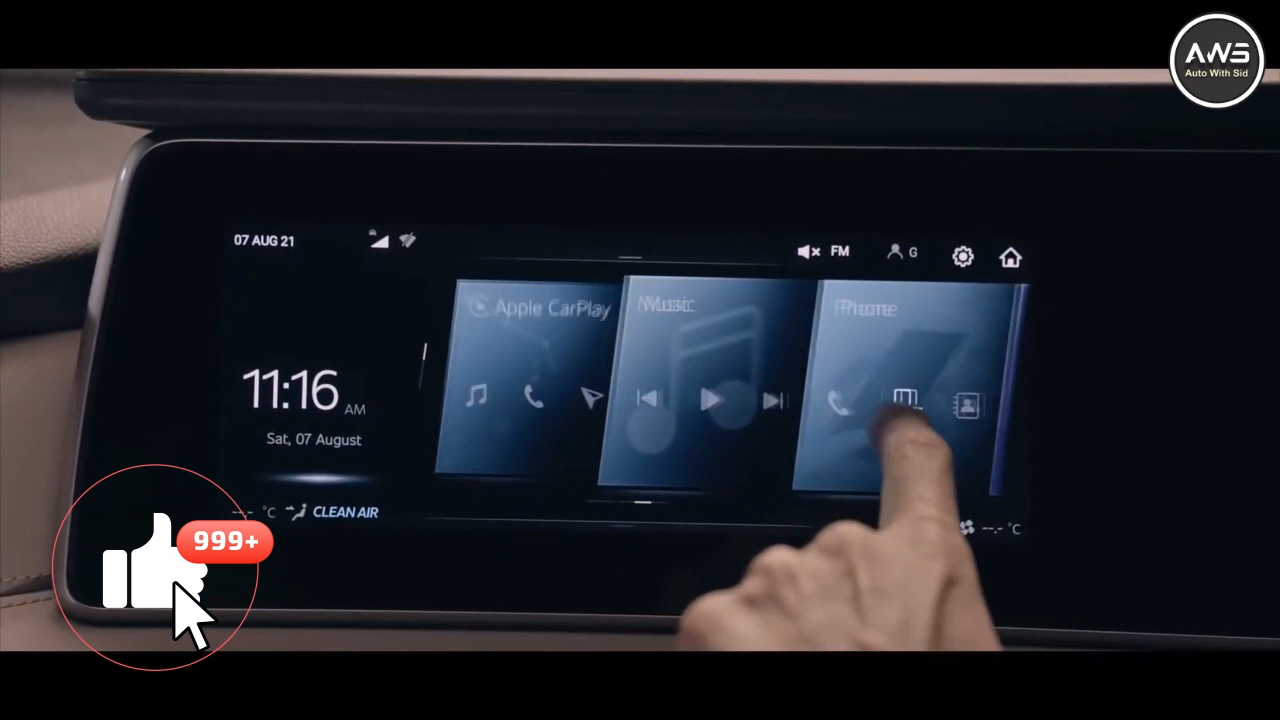 AWS
Auto With Sid
07 AUG 21
FM
G
Apple CarPlay
Music
Phone
11:16 AM
Sat, 07 August
--.- °C
CLEAN AIR
--.- °C
999+